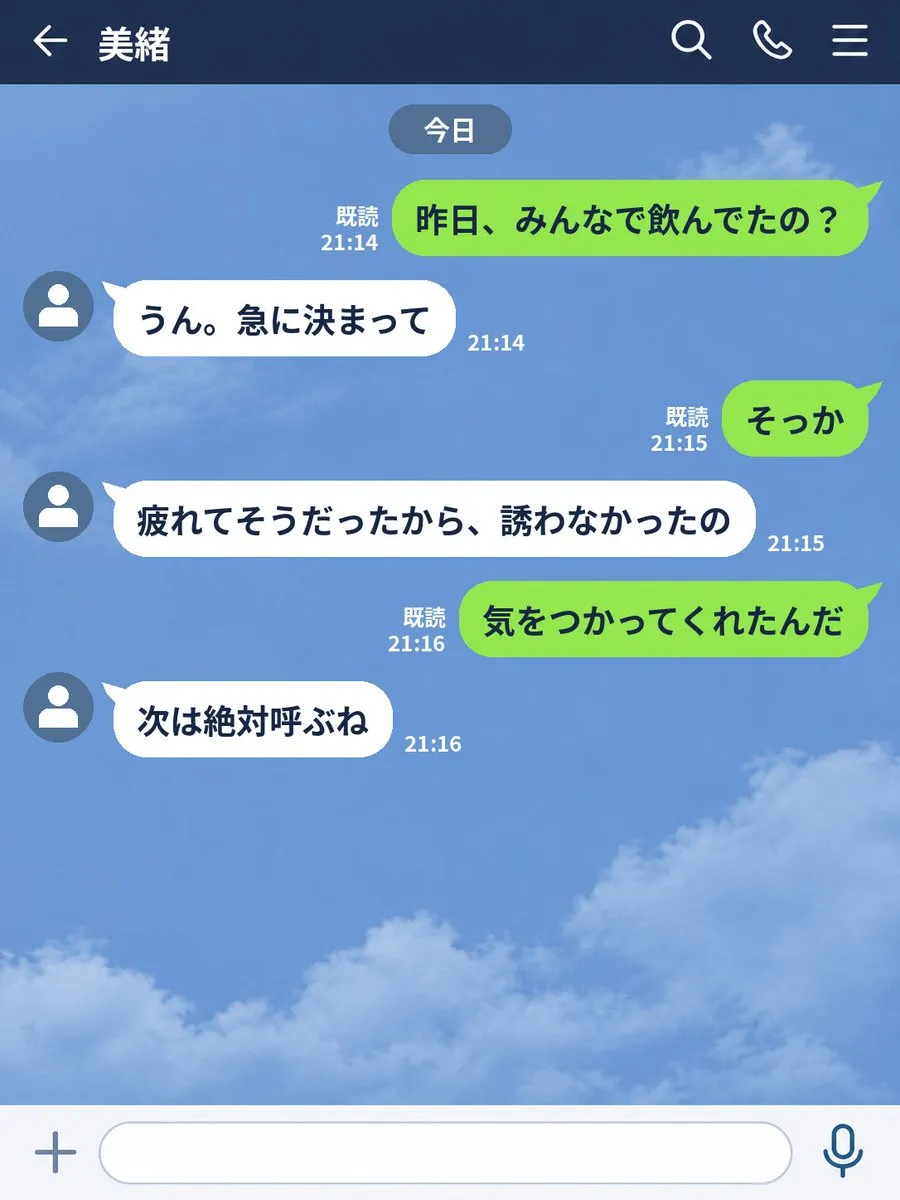 美緒
今日
昨日、みんなで飲んでたの？
既読
21:14
うん。急に決まって
21:14
そっか
既読
21:15
疲れてそうだったから、誘わなかったの
21:15
気をつかってくれたんだ
既読
21:16
次は絶対呼ぶね
21:16